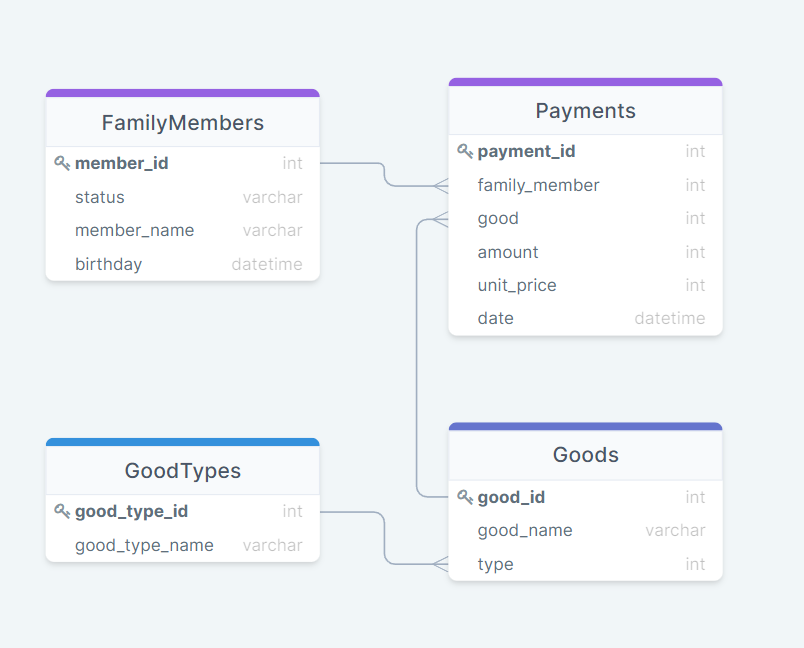 FamilyMembers
member_id int
status varchar
member_name varchar
birthday datetime
Payments
payment_id int
family_member int
good int
amount int
unit_price int
date datetime
GoodTypes
good_type_id int
good_type_name varchar
Goods
good_id int
good_name varchar
type int